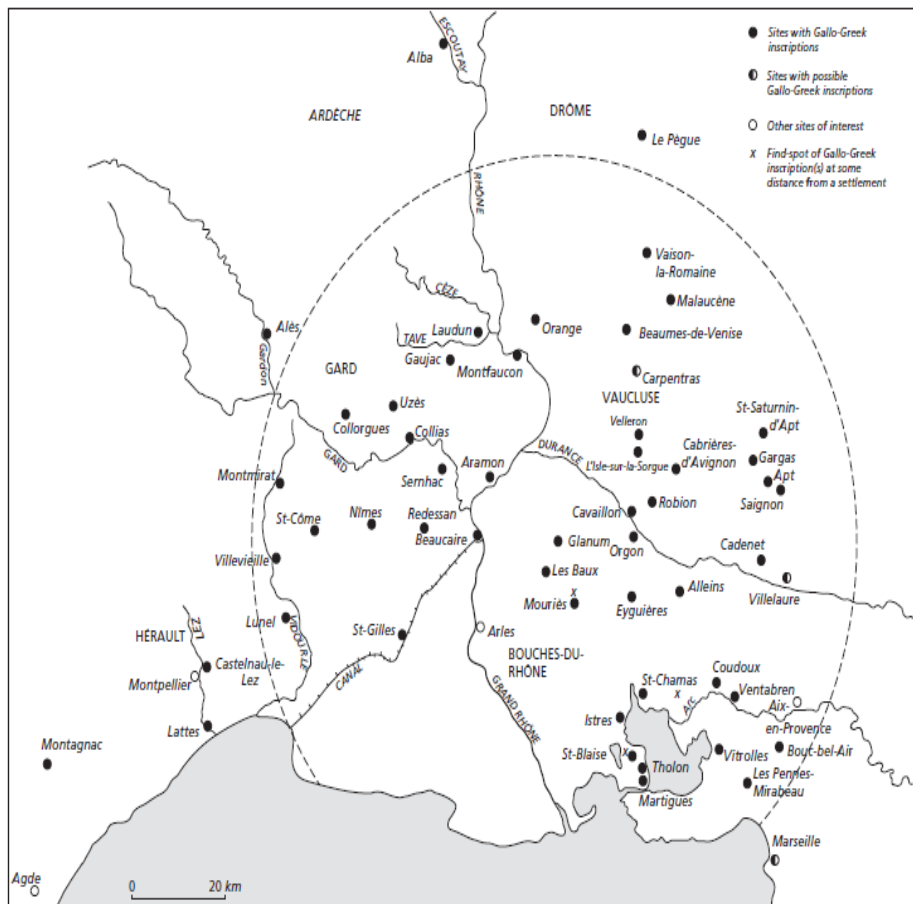 ESCOUTAY
Alba
ARDÈCHE
DRÔME
Le Pègue
Sites with Gallo-Greek
inscriptions
Sites with possible
Gallo-Greek inscriptions
Other sites of interest
x Find-spot of Gallo-Greek
inscription(s) at some
distance from a settlement
RHÔNE
Vaison-
la-Romaine
Malaucène
CÈZE
Orange
Beaumes-de-Venise
Alès
Gardon
TAVE
Laudun
Gaujac
Montfaucon
GARD
Carpentras
VAUCLUSE
Uzès
Collorgues
Collias
Velleron
St-Saturnin-
d'Apt
GARD
DURANCE
L'Isle-sur-la-Sorgue
Cabrières-
d'Avignon
Gargas
Apt
Saignon
Montmirat
Sernhac
Aramon
Robion
Cavaillon
St-Côme
Nîmes
Redessan
Beaucaire
Glanum
Orgon
Cadenet
Villevieille
Les Baux
x
Mouriès
Eyguières
Alleins
Villelaure
Lunel
VIDOURLE
St-Gilles
Arles
LEZ
HÉRAULT
Castelnau-le-
Lez
Montpellier
CANAL
BOUCHES-DU-
RHÔNE
GRAND RHÔNE
St-Chamas
x
Arc
Coudoux
Ventabren
Aix-
en-Provence
Lattes
Istres
Montagnac
St-Blaise
x
Tholon
Martigues
Vitrolles
Bouc-bel-Air
Les Pennes-
Mirabeau
Marseille
Agde
0 20 km